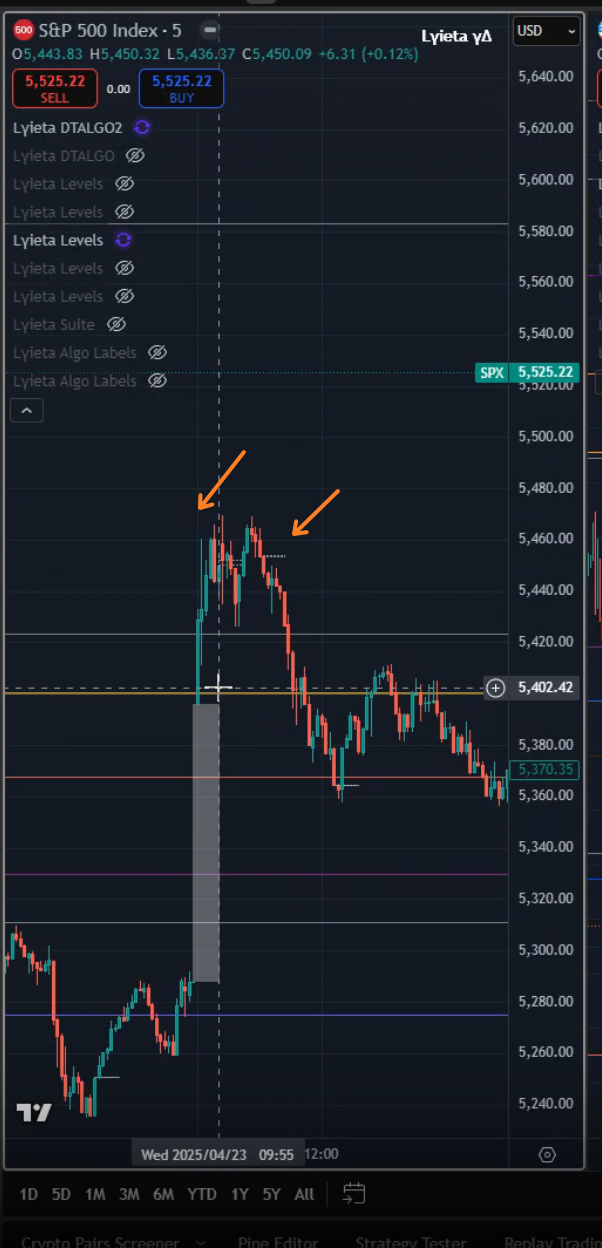 500 S&P 500 Index · 5
Lyieta γΔ
USD
O5,443.83 H5,450.32 L5,436.37 C5,450.09 +6.31 (+0.12%)
5,525.22
SELL
0.00
5,525.22
BUY
Lyieta DTALGO2
Lyieta DTALGO
Lyieta Levels
Lyieta Levels
Lyieta Levels
Lyieta Levels
Lyieta Levels
Lyieta Suite
Lyieta Algo Labels
Lyieta Algo Labels
5,640.00
5,620.00
5,600.00
5,580.00
5,560.00
5,540.00
SPX 5,525.22
5,520.00
5,500.00
5,480.00
5,460.00
5,440.00
5,420.00
5,402.42
5,380.00
5,370.35
5,360.00
5,340.00
5,320.00
5,300.00
5,280.00
5,260.00
5,240.00
Wed 2025/04/23 09:55 12:00
1D 5D 1M 3M 6M YTD 1Y 5Y All
Crypto Pairs Screener Pine Editor Strategy Tester Replay Trading